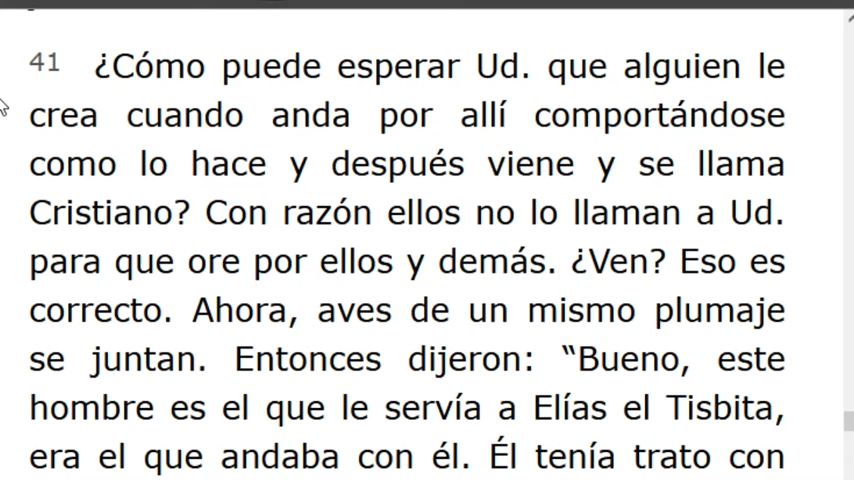 41 ¿Cómo puede esperar Ud. que alguien le
crea cuando anda por allí comportándose
como lo hace y después viene y se llama
Cristiano? Con razón ellos no lo llaman a Ud.
para que ore por ellos y demás. ¿Ven? Eso es
correcto. Ahora, aves de un mismo plumaje
se juntan. Entonces dijeron: “Bueno, este
hombre es el que le servía a Elías el Tisbita,
era el que andaba con él. Él tenía trato con